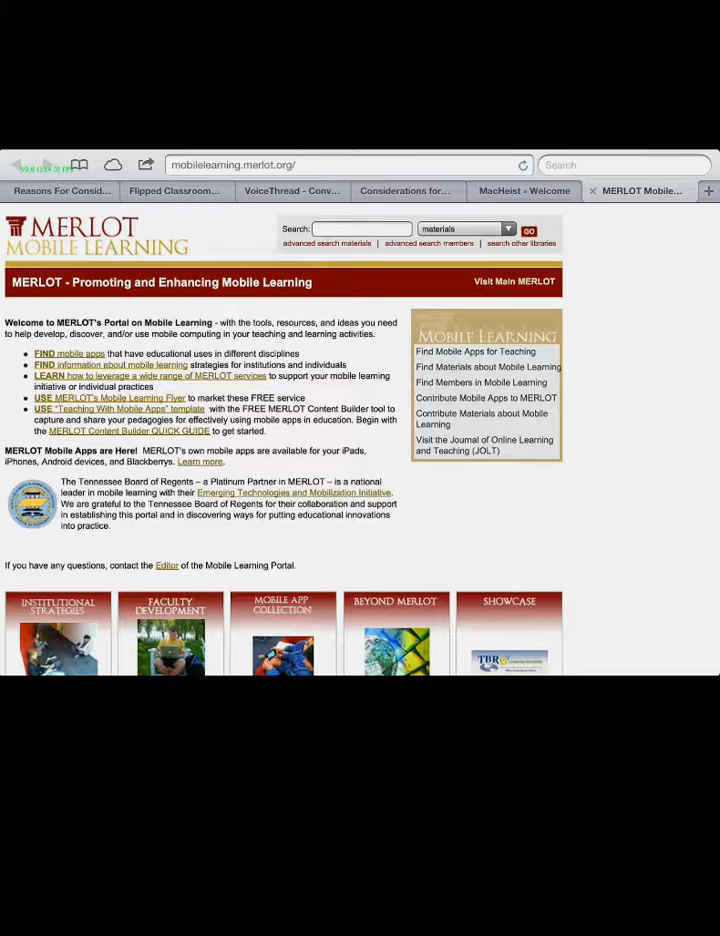 mobilelearning.merlot.org/
Search
Reasons For Consid...
Flipped Classroom...
VoiceThread - Conv...
Considerations for...
MacHeist » Welcome
MERLOT Mobile...
MERLOT
MOBILE LEARNING
Search:
materials
GO
advanced search materials | advanced search members | search other libraries
MERLOT - Promoting and Enhancing Mobile Learning
Visit Main MERLOT
Welcome to MERLOT's Portal on Mobile Learning - with the tools, resources, and ideas you need
to help develop, discover, and/or use mobile computing in your teaching and learning activities.
• FIND mobile apps that have educational uses in different disciplines
• FIND information about mobile learning strategies for institutions and individuals
• LEARN how to leverage a wide range of MERLOT services to support your mobile learning
initiative or individual practices
• USE MERLOT's Mobile Learning Flyer to market these FREE service
• USE "Teaching With Mobile Apps" template with the FREE MERLOT Content Builder tool to
capture and share your pedagogies for effectively using mobile apps in education. Begin with
the MERLOT Content Builder QUICK GUIDE to get started.
MERLOT Mobile Apps are Here! MERLOT's own mobile apps are available for your iPads,
iPhones, Android devices, and Blackberrys. Learn more.
The Tennessee Board of Regents – a Platinum Partner in MERLOT – is a national
leader in mobile learning with their Emerging Technologies and Mobilization Initiative.
We are grateful to the Tennessee Board of Regents for their collaboration and support
in establishing this portal and in discovering ways for putting educational innovations
into practice.
If you have any questions, contact the Editor of the Mobile Learning Portal.
MOBILE LEARNING
Find Mobile Apps for Teaching
Find Materials about Mobile Learning
Find Members in Mobile Learning
Contribute Mobile Apps to MERLOT
Contribute Materials about Mobile
Learning
Visit the Journal of Online Learning
and Teaching (JOLT)
INSTITUTIONAL
STRATEGIES
FACULTY
DEVELOPMENT
MOBILE APP
COLLECTION
BEYOND MERLOT
SHOWCASE
TBR